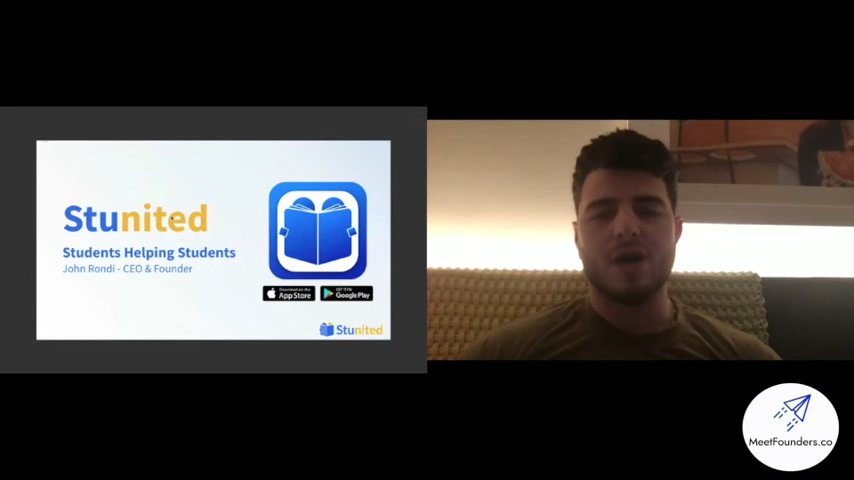 Stunited
Students Helping Students
John Rondi - CEO & Founder
Download on the
App Store
GET IT ON
Google Play
Stunited
MeetFounders.co